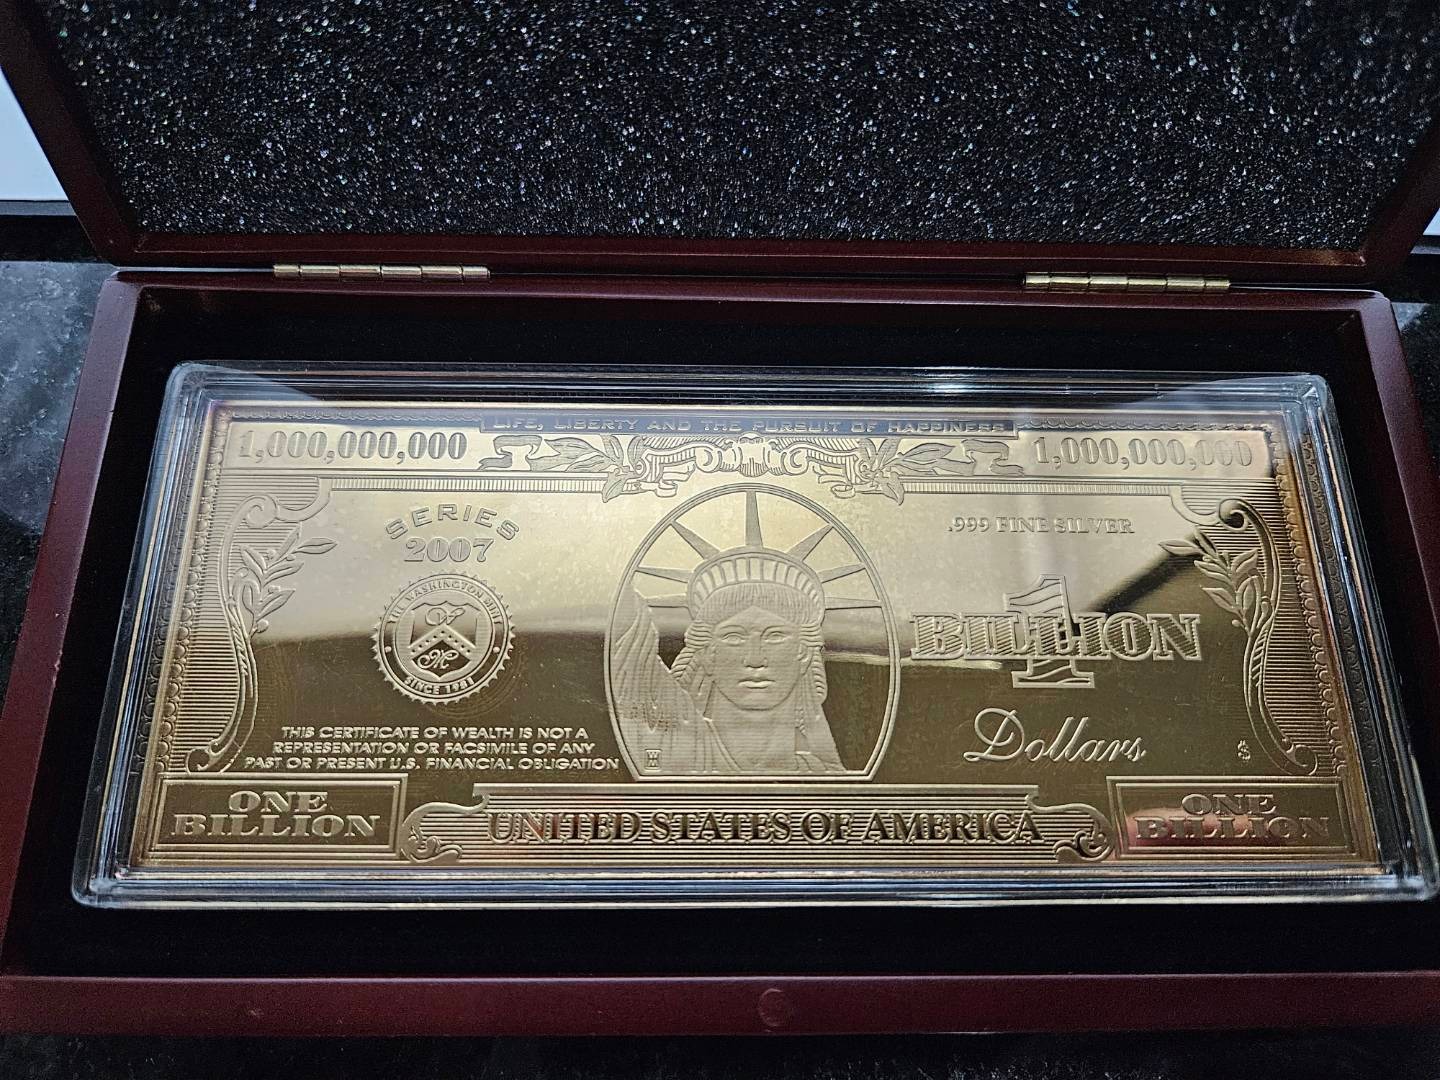 LIFE, LIBERTY AND THE PURSUIT OF HAPPINESS
1,000,000,000
1,000,000,000
SERIES
2007
.999 FINE SILVER
THE WASHINGTON MINT
W
M
SINCE 1981
1
BILLION
Dollars
THIS CERTIFICATE OF WEALTH IS NOT A
REPRESENTATION OR FACSIMILE OF ANY
PAST OR PRESENT U.S. FINANCIAL OBLIGATION
ONE
BILLION
UNITED STATES OF AMERICA
ONE
BILLION